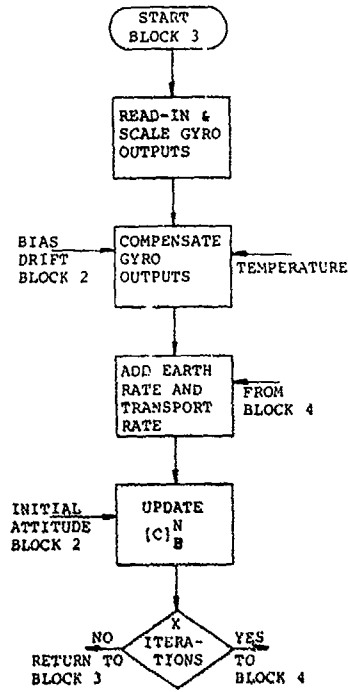 START
BLOCK 3
READ-IN &
SCALE GYRO
OUTPUTS
BIAS
DRIFT
BLOCK 2
COMPENSATE
GYRO
OUTPUTS
TEMPERATURE
ADD EARTH
RATE AND
TRANSPORT
RATE
FROM
BLOCK 4
INITIAL
ATTITUDE
BLOCK 2
UPDATE
{C}
N
B
X
ITERA-
TIONS
NO
RETURN TO
BLOCK 3
YES
TO
BLOCK 4